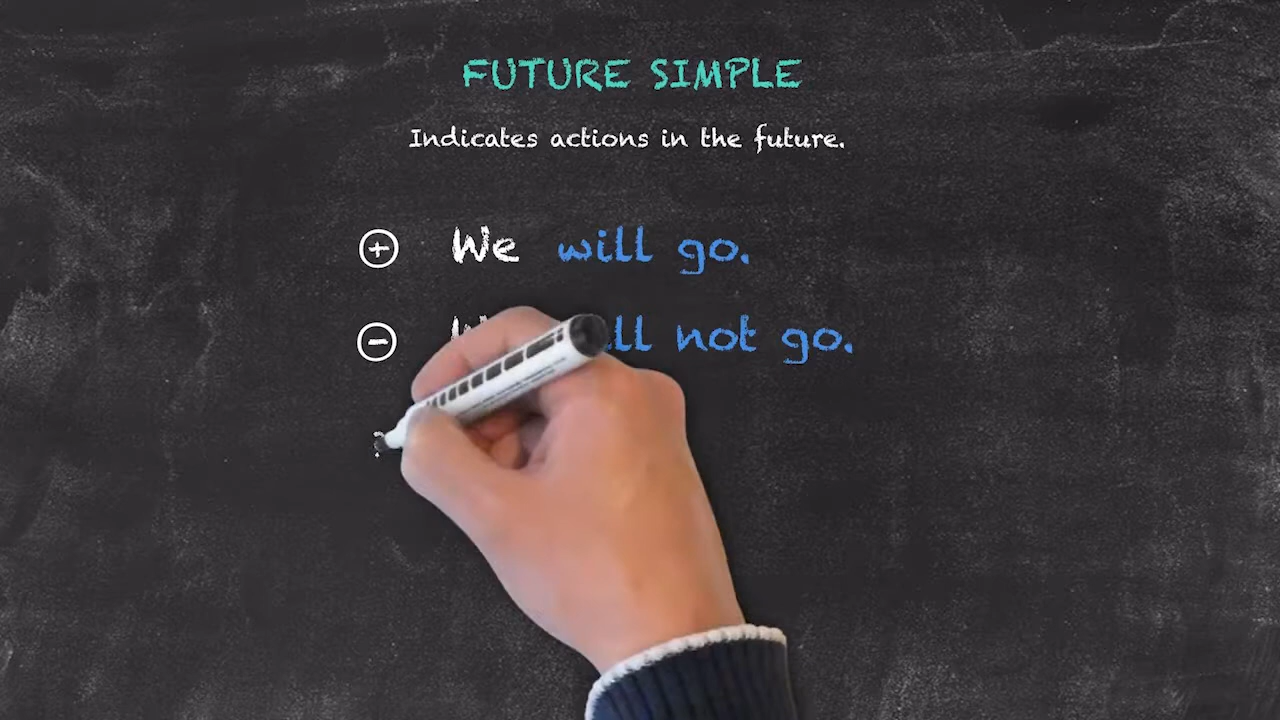 FUTURE SIMPLE
Indicates actions in the future.
+ We will go.
- not go.